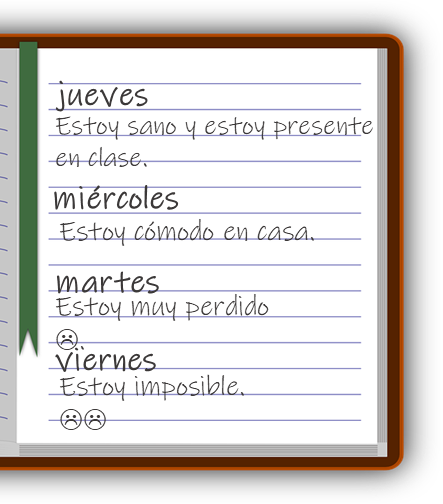 jueves
Estoy sano y estoy presente
en clase.
miércoles
Estoy cómodo en casa.
martes
Estoy muy perdido
☹.
viernes
Estoy imposible.
☹☹